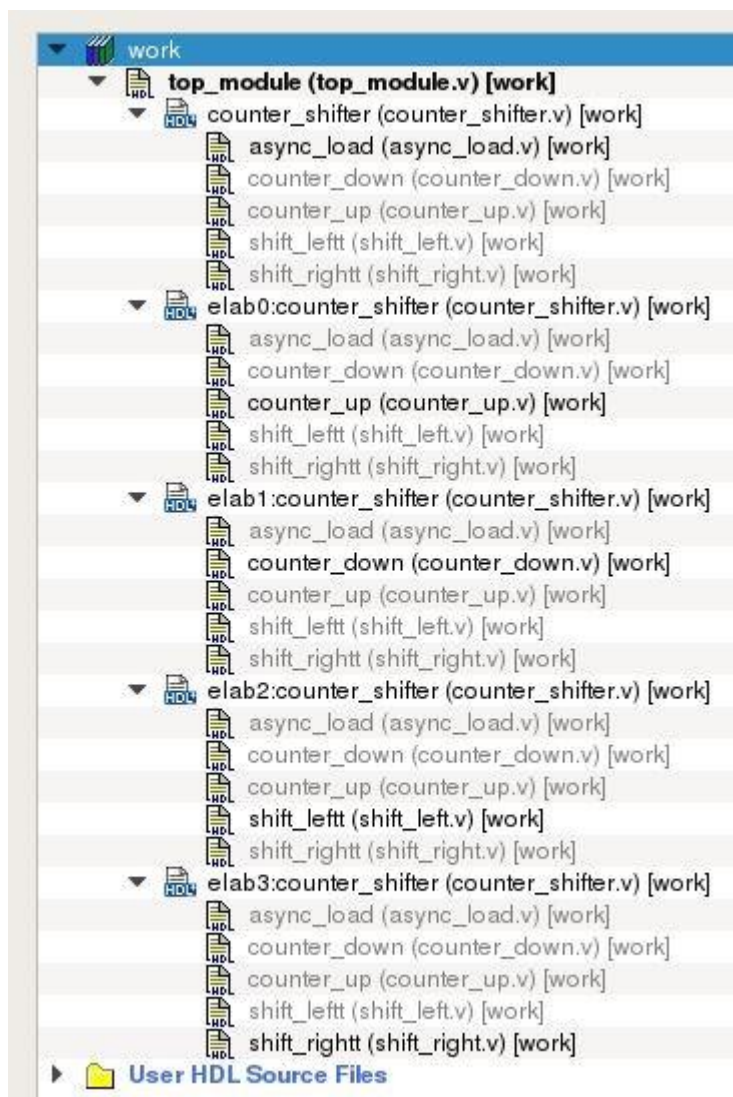 work
top_module (top_module.v) [work]
counter_shifter (counter_shifter.v) [work]
async_load (async_load.v) [work]
counter_down (counter_down.v) [work]
counter_up (counter_up.v) [work]
shift_leftt (shift_left.v) [work]
shift_rightt (shift_right.v) [work]
elab0:counter_shifter (counter_shifter.v) [work]
async_load (async_load.v) [work]
counter_down (counter_down.v) [work]
counter_up (counter_up.v) [work]
shift_leftt (shift_left.v) [work]
shift_rightt (shift_right.v) [work]
elab1:counter_shifter (counter_shifter.v) [work]
async_load (async_load.v) [work]
counter_down (counter_down.v) [work]
counter_up (counter_up.v) [work]
shift_leftt (shift_left.v) [work]
shift_rightt (shift_right.v) [work]
elab2:counter_shifter (counter_shifter.v) [work]
async_load (async_load.v) [work]
counter_down (counter_down.v) [work]
counter_up (counter_up.v) [work]
shift_leftt (shift_left.v) [work]
shift_rightt (shift_right.v) [work]
elab3:counter_shifter (counter_shifter.v) [work]
async_load (async_load.v) [work]
counter_down (counter_down.v) [work]
counter_up (counter_up.v) [work]
shift_leftt (shift_left.v) [work]
shift_rightt (shift_right.v) [work]
User HDL Source Files